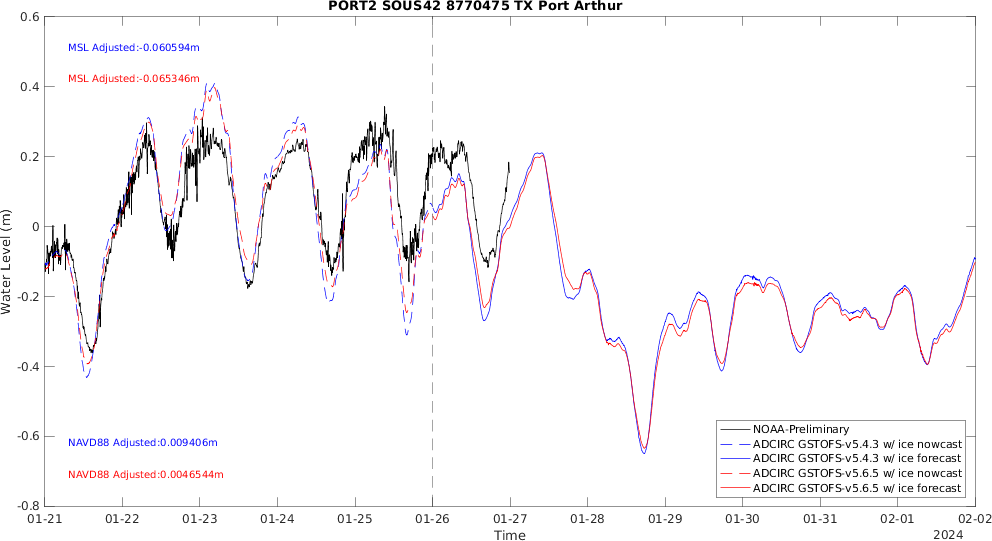 PORT2 SOUS42 8770475 TX Port Arthur
0.6
MSL Adjusted:-0.060594m
MSL Adjusted:-0.065346m
0.4
0.2
0
Water Level (m)
-0.2
-0.4
NAVD88 Adjusted:0.009406m
NAVD88 Adjusted:0.0046544m
-0.6
-0.8
NOAA-Preliminary
ADCIRC GSTOFS-v5.4.3 w/ ice nowcast
ADCIRC GSTOFS-v5.4.3 w/ ice forecast
ADCIRC GSTOFS-v5.6.5 w/ ice nowcast
ADCIRC GSTOFS-v5.6.5 w/ ice forecast
01-21 01-22 01-23 01-24 01-25 01-26 01-27 01-28 01-29 01-30 01-31 02-01 02-02
Time
2024